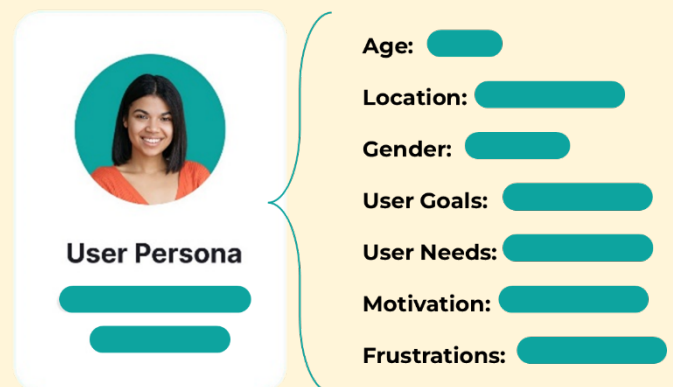 User Persona
Age:
Location:
Gender:
User Goals:
User Needs:
Motivation:
Frustrations: